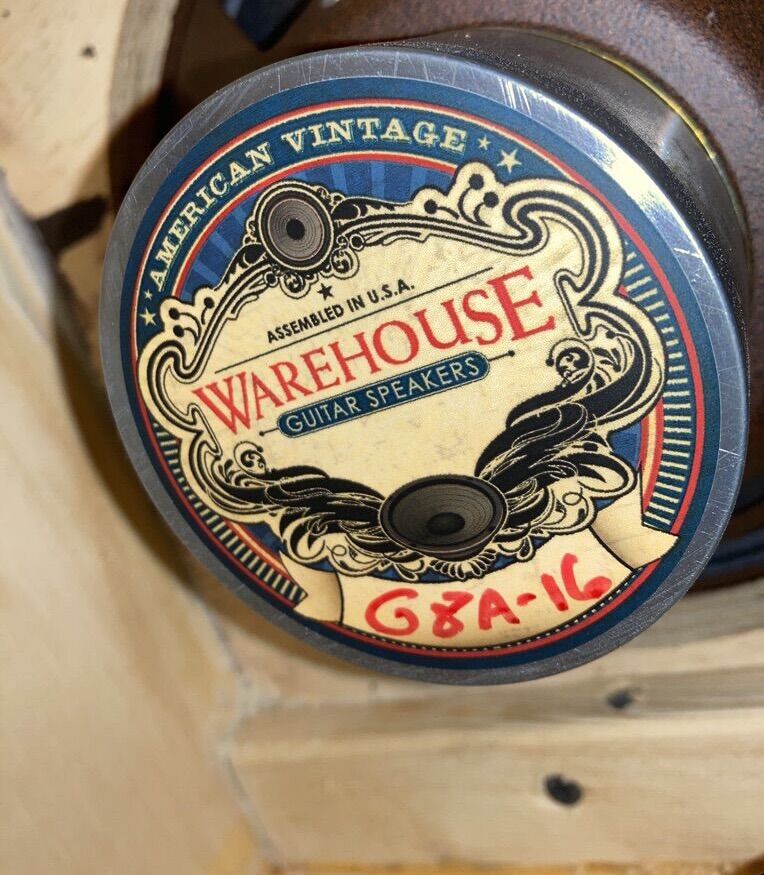 AMERICAN VINTAGE
ASSEMBLED IN U.S.A.
WAREHOUSE
GUITAR SPEAKERS
G8A-16